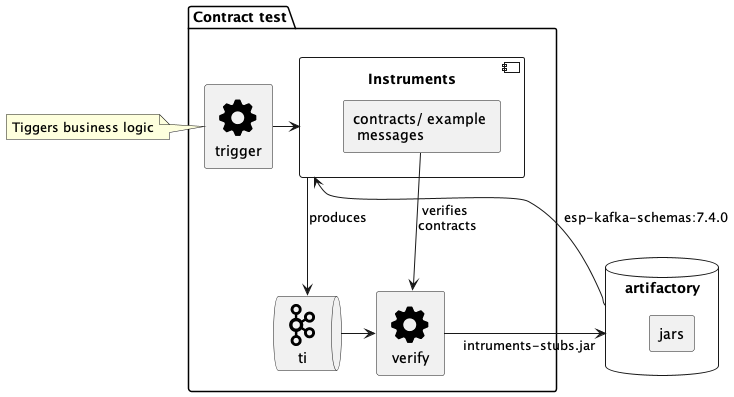 Contract test
Instruments
contracts/ example
messages
Tiggers business logic
trigger
produces
verifies
contracts
esp-kafka-schemas:7.4.0
artifactory
jars
ti
verify
intruments-stubs.jar